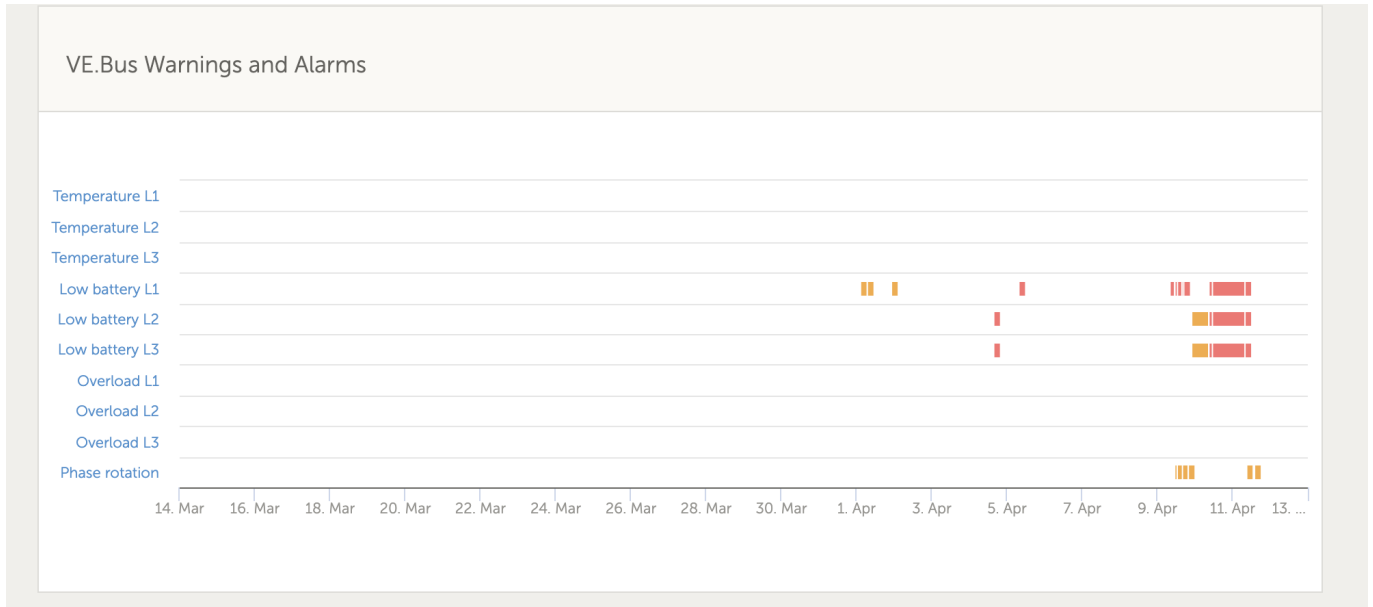 VE.Bus Warnings and Alarms
Temperature L1
Temperature L2
Temperature L3
Low battery L1
Low battery L2
Low battery L3
Overload L1
Overload L2
Overload L3
Phase rotation
14. Mar 16. Mar 18. Mar 20. Mar 22. Mar 24. Mar 26. Mar 28. Mar 30. Mar 1. Apr 3. Apr 5. Apr 7. Apr 9. Apr 11. Apr 13. ...